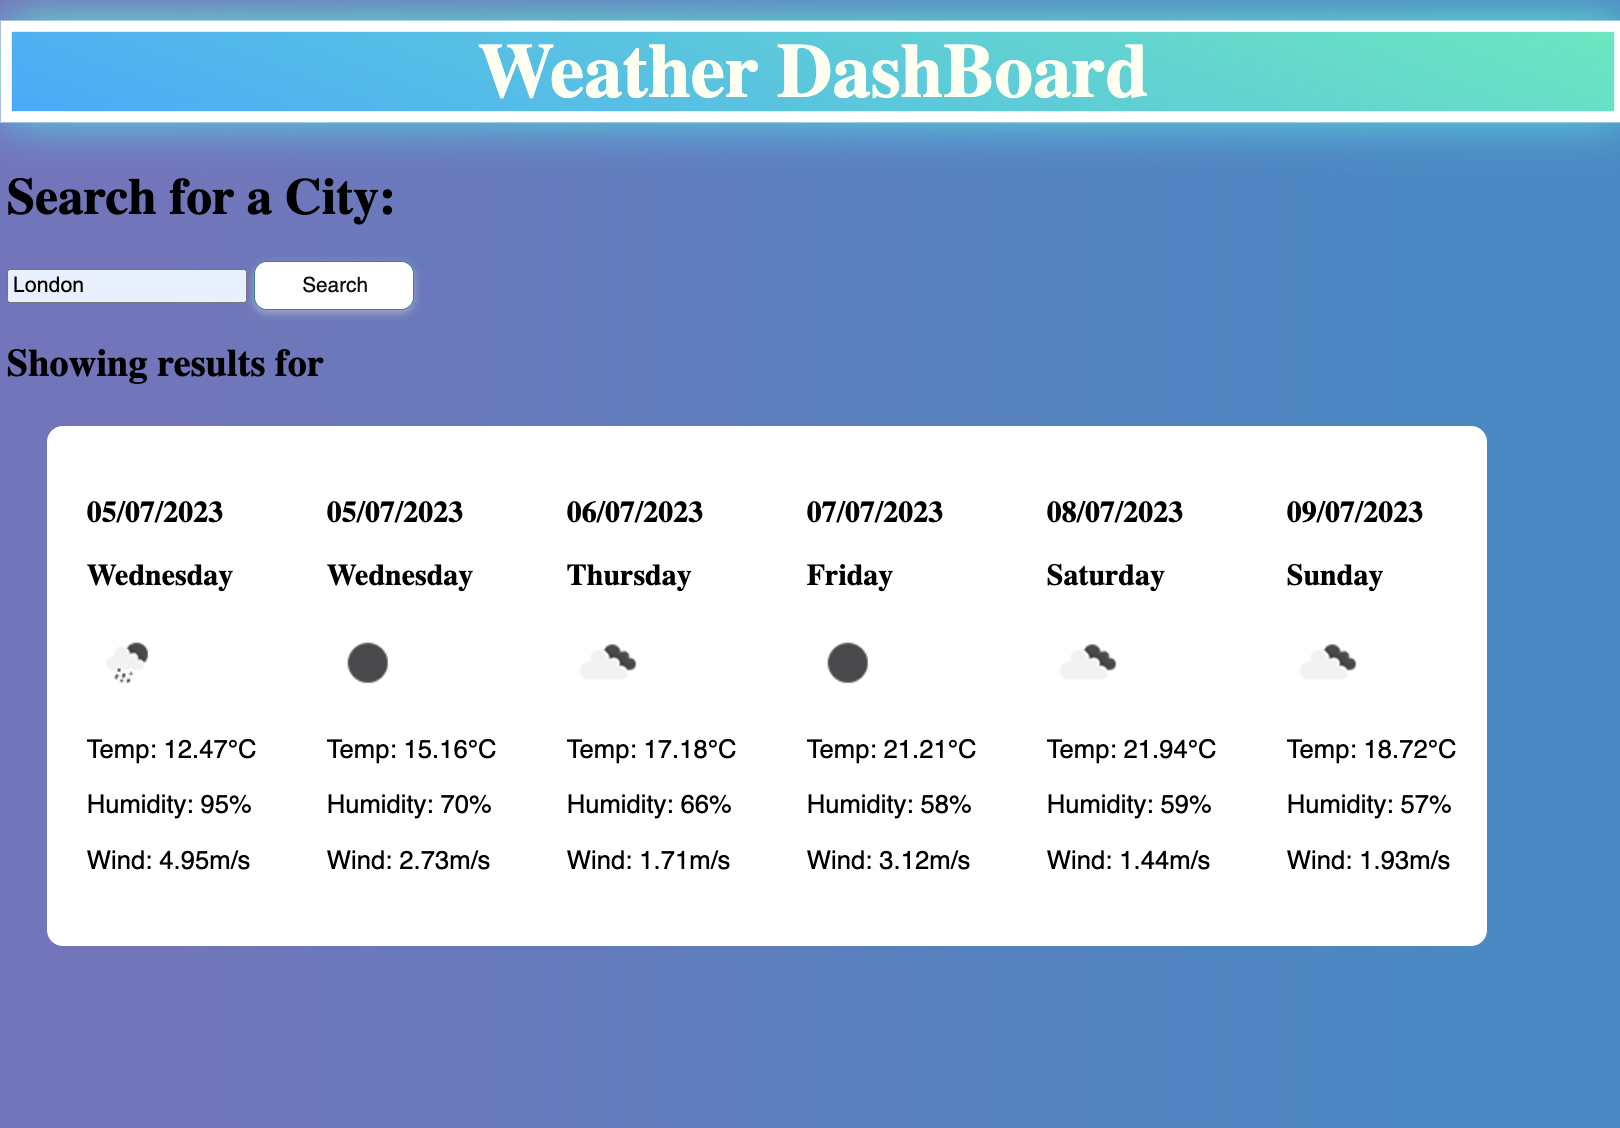 Weather DashBoard
Search for a City:
London
Search
Showing results for
05/07/2023 05/07/2023 06/07/2023 07/07/2023 08/07/2023 09/07/2023
Wednesday Wednesday Thursday Friday Saturday Sunday
Temp: 12.47°C Temp: 15.16°C Temp: 17.18°C Temp: 21.21°C Temp: 21.94°C Temp: 18.72°C
Humidity: 95% Humidity: 70% Humidity: 66% Humidity: 58% Humidity: 59% Humidity: 57%
Wind: 4.95m/s Wind: 2.73m/s Wind: 1.71m/s Wind: 3.12m/s Wind: 1.44m/s Wind: 1.93m/s